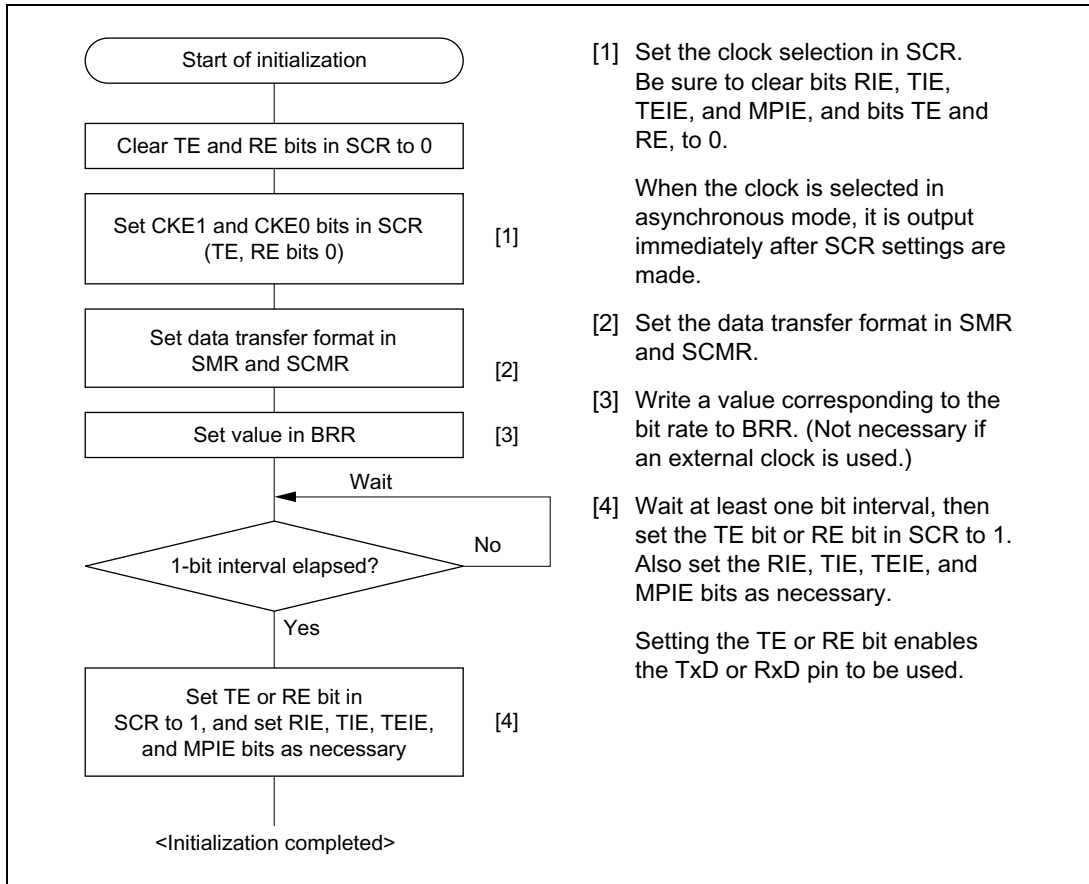 Start of initialization
Clear TE and RE bits in SCR to 0
Set CKE1 and CKE0 bits in SCR
(TE, RE bits 0)
[1]
Set data transfer format in
SMR and SCMR
[2]
Set value in BRR
[3]
Wait
1-bit interval elapsed?
No
Yes
Set TE or RE bit in
SCR to 1, and set RIE, TIE, TEIE,
and MPIE bits as necessary
[4]
<Initialization completed>
[1] Set the clock selection in SCR.
Be sure to clear bits RIE, TIE,
TEIE, and MPIE, and bits TE and
RE, to 0.
When the clock is selected in
asynchronous mode, it is output
immediately after SCR settings are
made.
[2] Set the data transfer format in SMR
and SCMR.
[3] Write a value corresponding to the
bit rate to BRR. (Not necessary if
an external clock is used.)
[4] Wait at least one bit interval, then
set the TE bit or RE bit in SCR to 1.
Also set the RIE, TIE, TEIE, and
MPIE bits as necessary.
Setting the TE or RE bit enables
the TxD or RxD pin to be used.